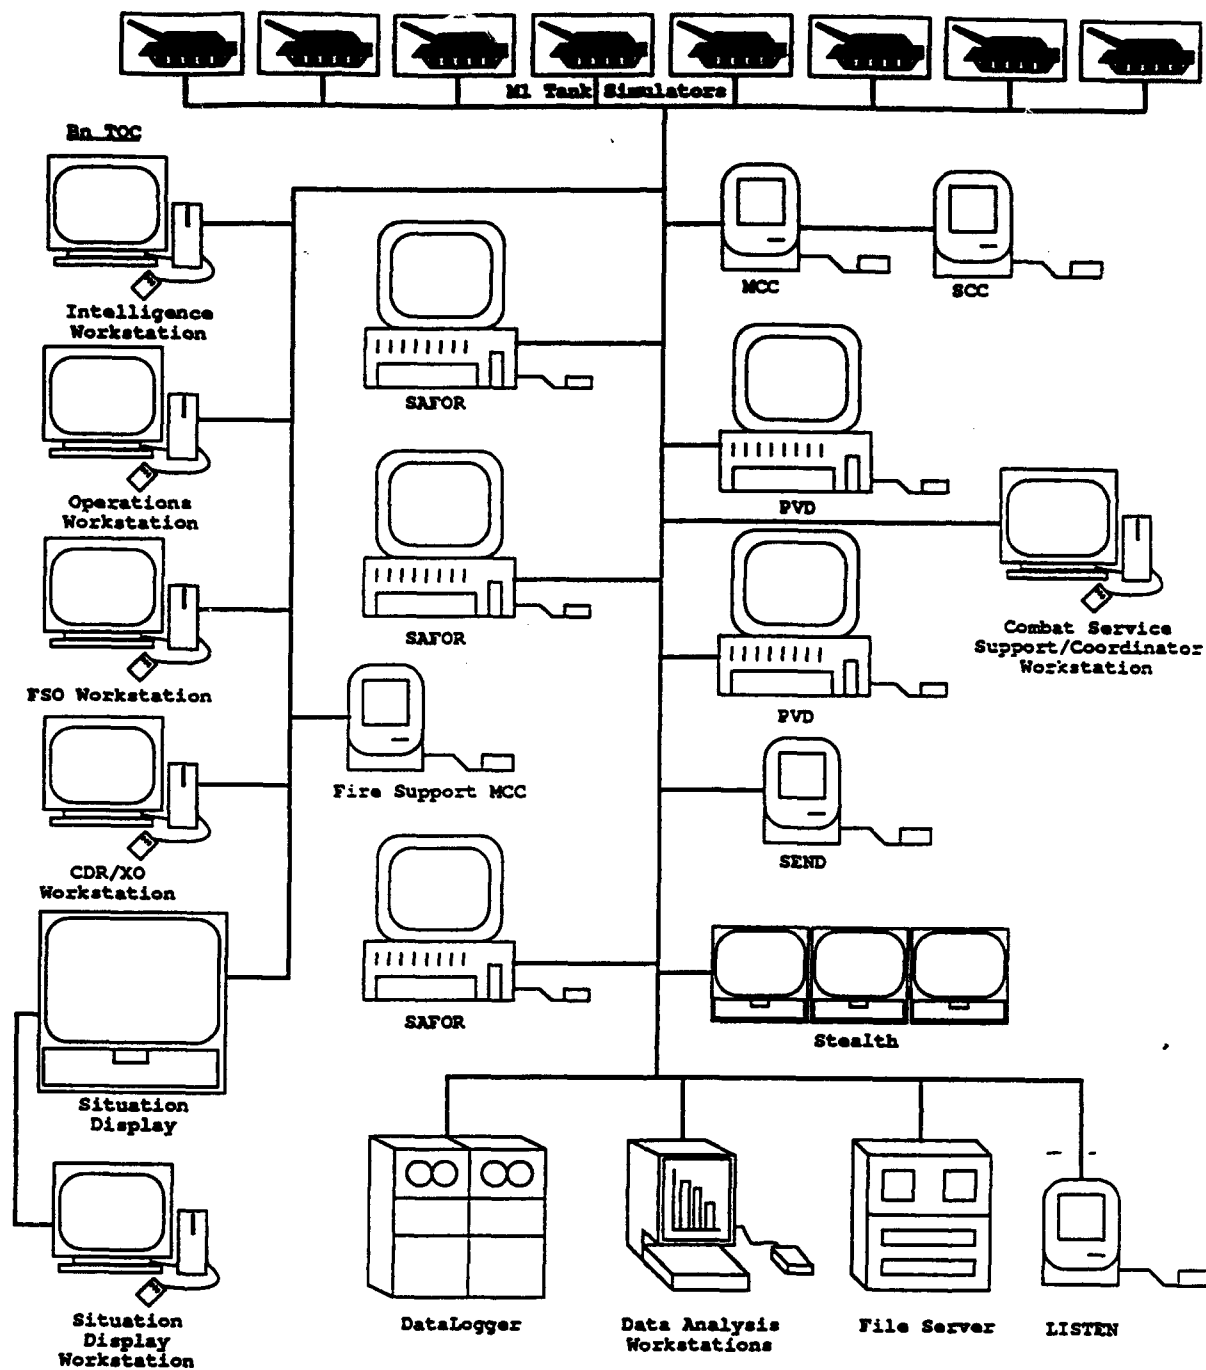 M1 Tank Simulators
Bn TOC
Intelligence
Workstation
MCC
SCC
SAFOR
Operations
Workstation
PVD
SAFOR
Combat Service
Support/Coordinator
Workstation
FSO Workstation
PVD
Fire Support MCC
CDR/XO
Workstation
SEND
SAFOR
Stealth
Situation
Display
Situation
Display
Workstation
DataLogger
Data Analysis
Workstations
File Server
LISTEN